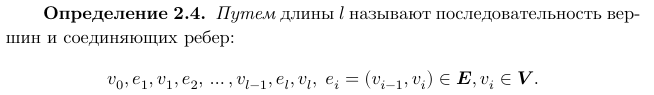 Определение 2.4. Путем длины l называют последовательность вер-
шин и соединяющих ребер:
v₀, e₁, v₁, e₂, … , v_{l−1}, e_l, v_l, e_i = (v_{i−1}, v_i) ∈ E, v_i ∈ V.